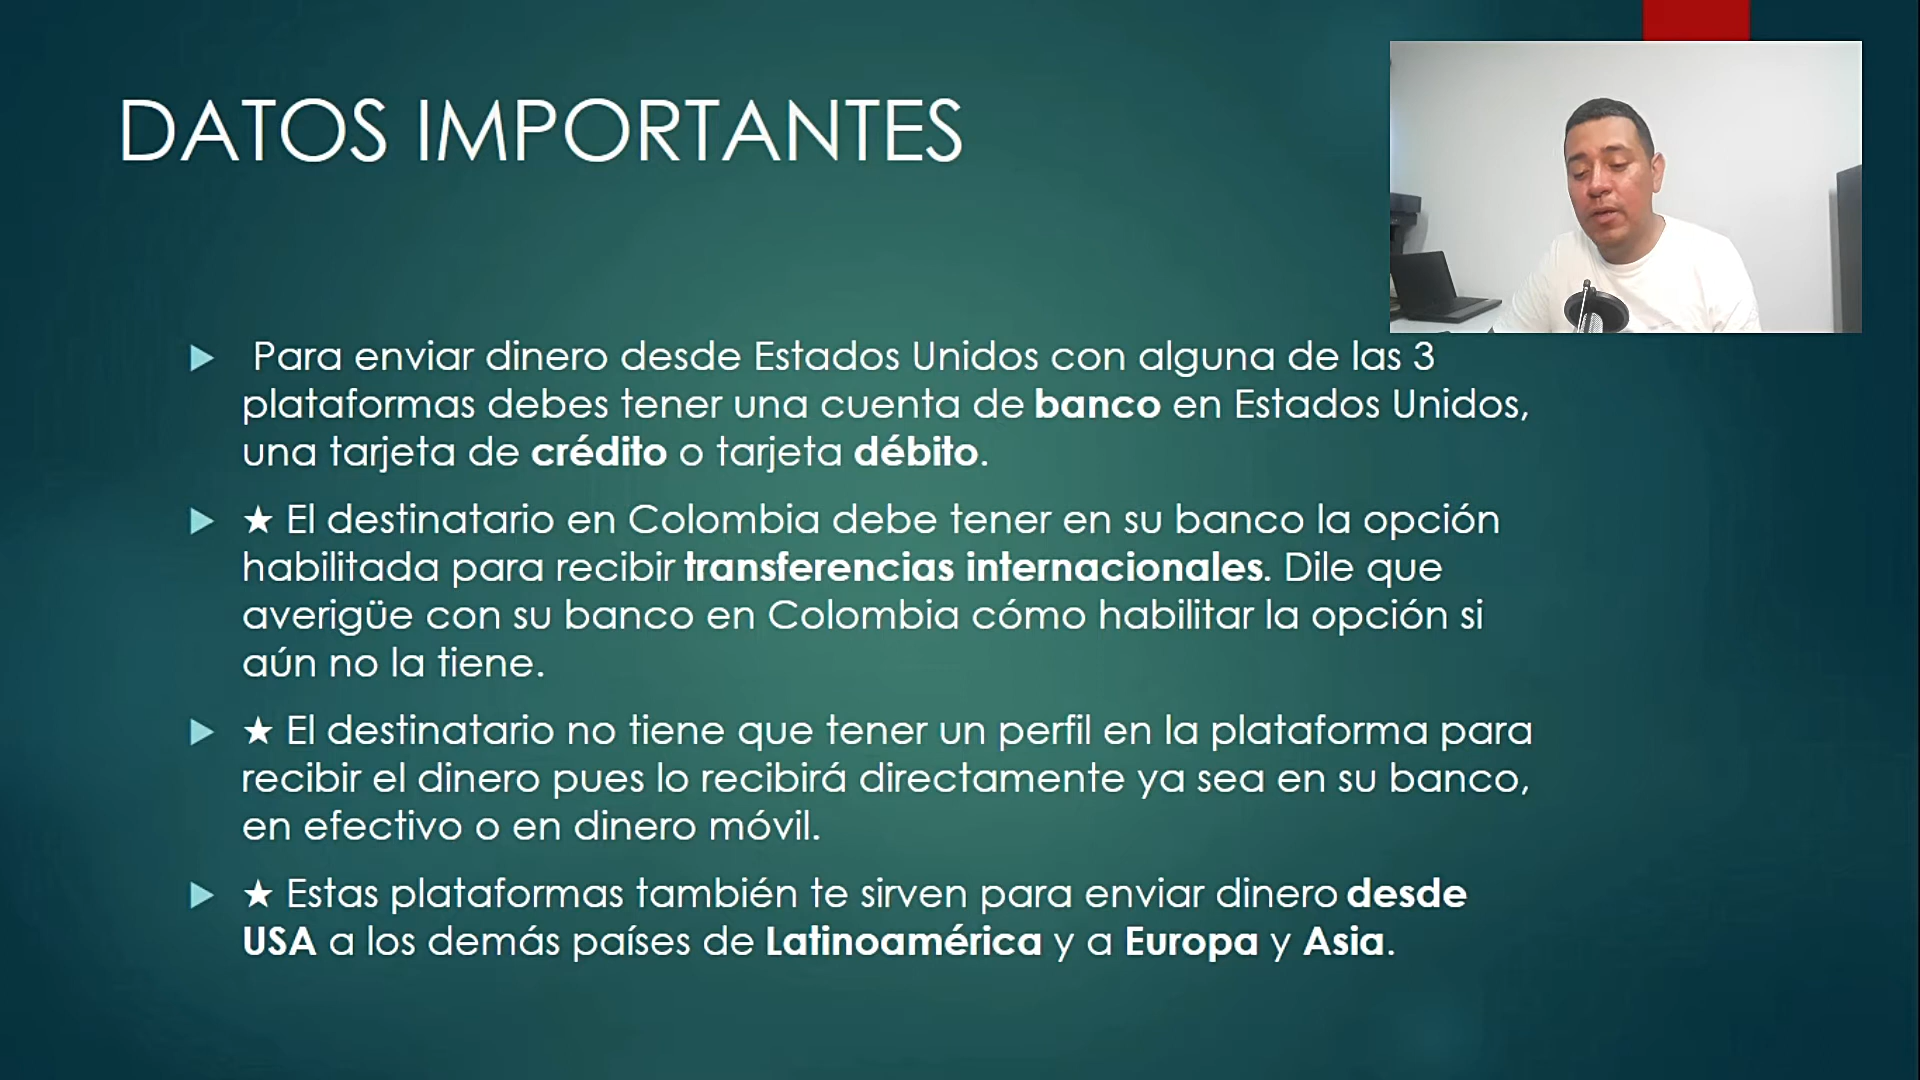 DATOS IMPORTANTES
Para enviar dinero desde Estados Unidos con alguna de las 3
plataformas debes tener una cuenta de banco en Estados Unidos,
una tarjeta de crédito o tarjeta débito.
★ El destinatario en Colombia debe tener en su banco la opción
habilitada para recibir transferencias internacionales. Dile que
averigüe con su banco en Colombia cómo habilitar la opción si
aún no la tiene.
★ El destinatario no tiene que tener un perfil en la plataforma para
recibir el dinero pues lo recibirá directamente ya sea en su banco,
en efectivo o en dinero móvil.
★ Estas plataformas también te sirven para enviar dinero desde
USA a los demás países de Latinoamérica y a Europa y Asia.